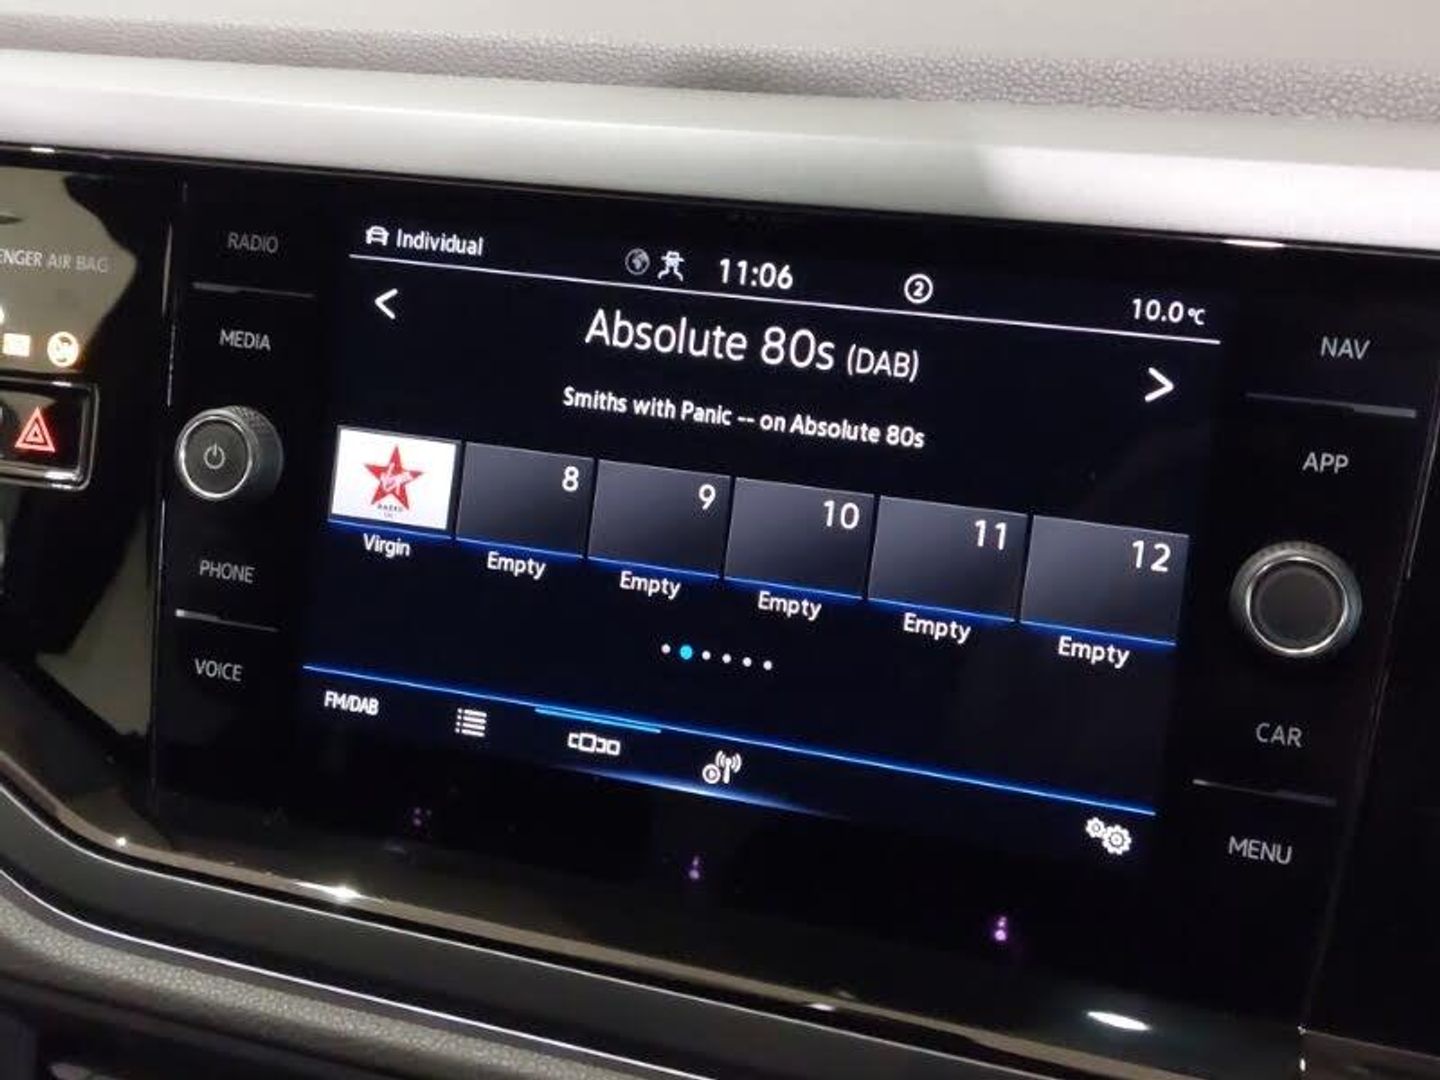 ENGER AIR BAG
RADIO
MEDIA
PHONE
VOICE
Individual
11:06
2
10.0°C
Absolute 80s (DAB)
Smiths with Panic -- on Absolute 80s
Virgin
RADIO
8
9
10
11
12
Virgin
Empty
Empty
Empty
Empty
Empty
FM/DAB
NAV
APP
CAR
MENU